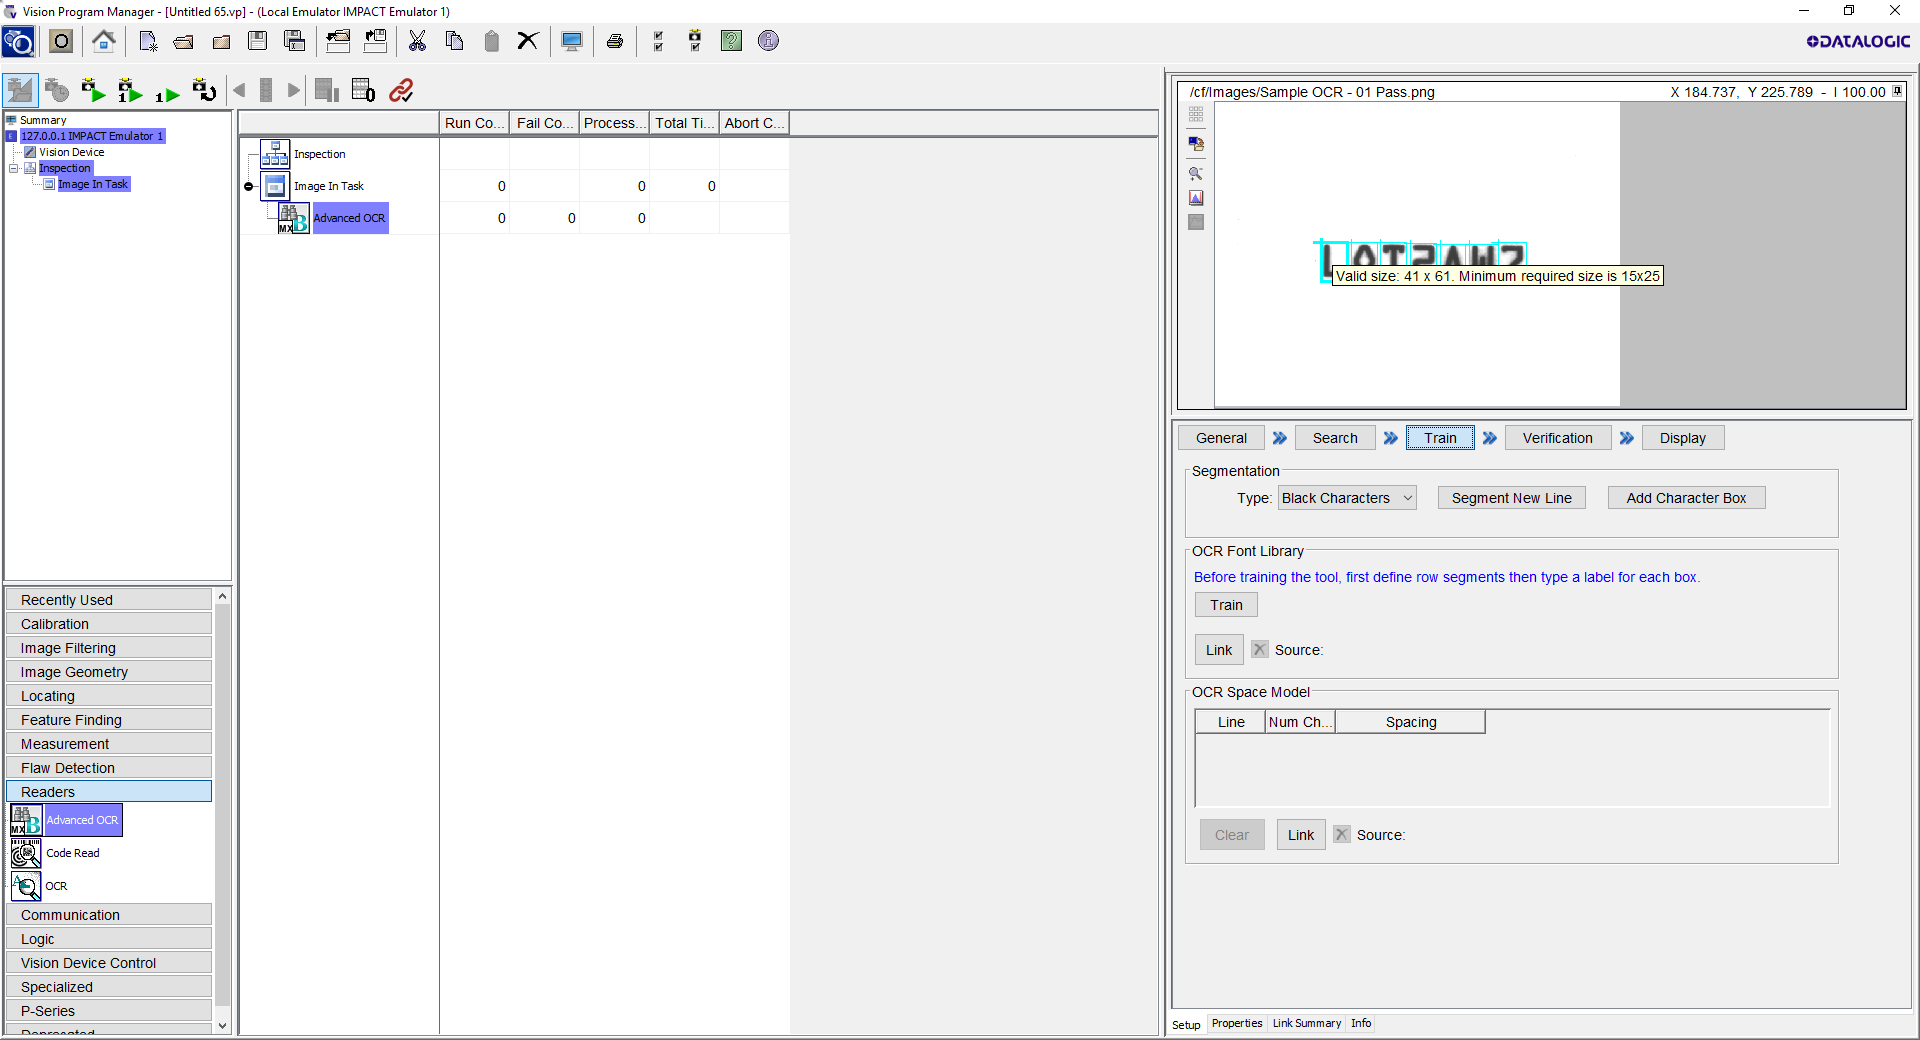 Vision Program Manager - [Untitled 65.vp] - (Local Emulator IMPACT Emulator 1)
DATALOGIC
Summary
127.0.0.1 IMPACT Emulator 1
Vision Device
Inspection
Image In Task
Recently Used
Calibration
Image Filtering
Image Geometry
Locating
Feature Finding
Measurement
Flaw Detection
Readers
MX
Advanced OCR
Code Read
OCR
Communication
Logic
Vision Device Control
Specialized
P-Series
Deprecated
Run Co... Fail Co... Process... Total Ti... Abort C...
Inspection
Image In Task 0 0 0
MX Advanced OCR 0 0 0
/cf/Images/Sample OCR - 01 Pass.png X 184.737, Y 225.789 - I 100.00
Valid size: 41 x 61. Minimum required size is 15x25
General Search Train Verification Display
Segmentation
Type: Black Characters Segment New Line Add Character Box
OCR Font Library
Before training the tool, first define row segments then type a label for each box.
Train
Link Source:
OCR Space Model
Line Num Ch... Spacing
Clear Link Source:
Setup Properties Link Summary Info